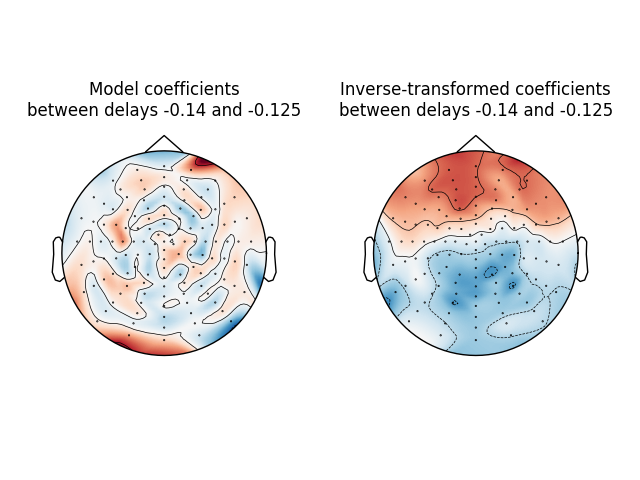 Model coefficients
between delays -0.14 and -0.125
Inverse-transformed coefficients
between delays -0.14 and -0.125